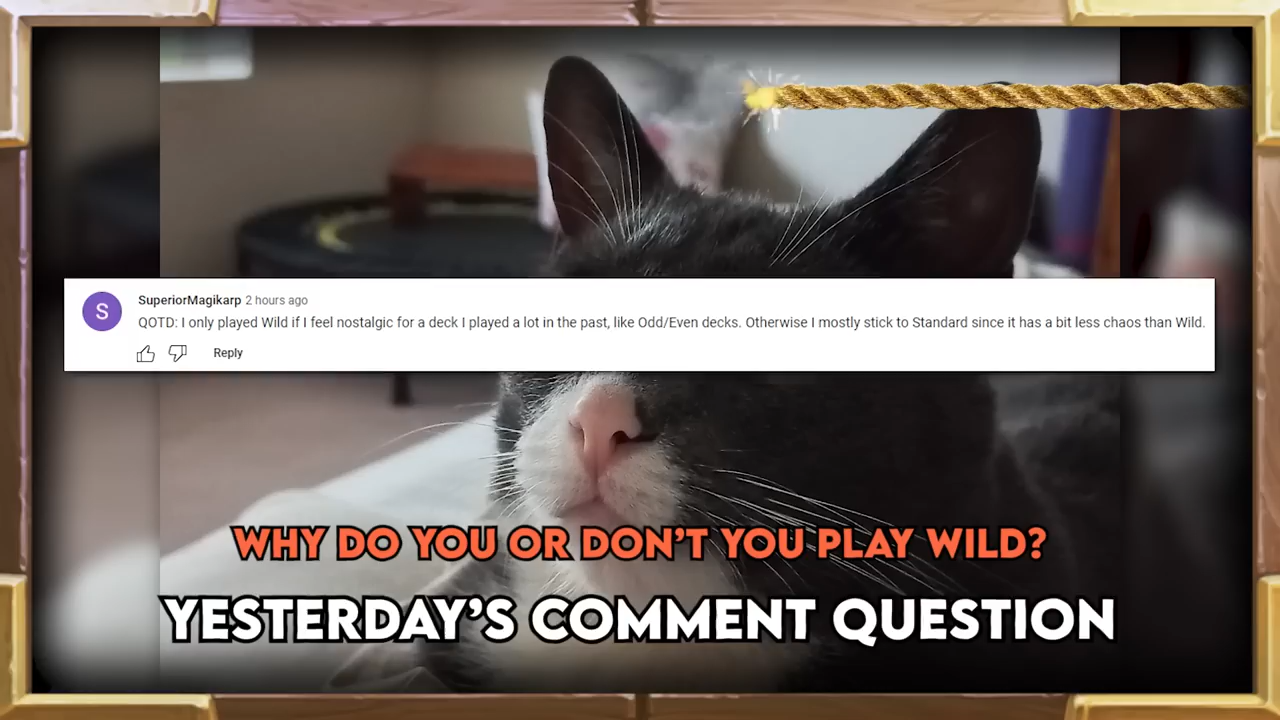 S
SuperiorMagikarp 2 hours ago
QOTD: I only played Wild if I feel nostalgic for a deck I played a lot in the past, like Odd/Even decks. Otherwise I mostly stick to Standard since it has a bit less chaos than Wild.
Reply
WHY DO YOU OR DON'T YOU PLAY WILD?
YESTERDAY'S COMMENT QUESTION